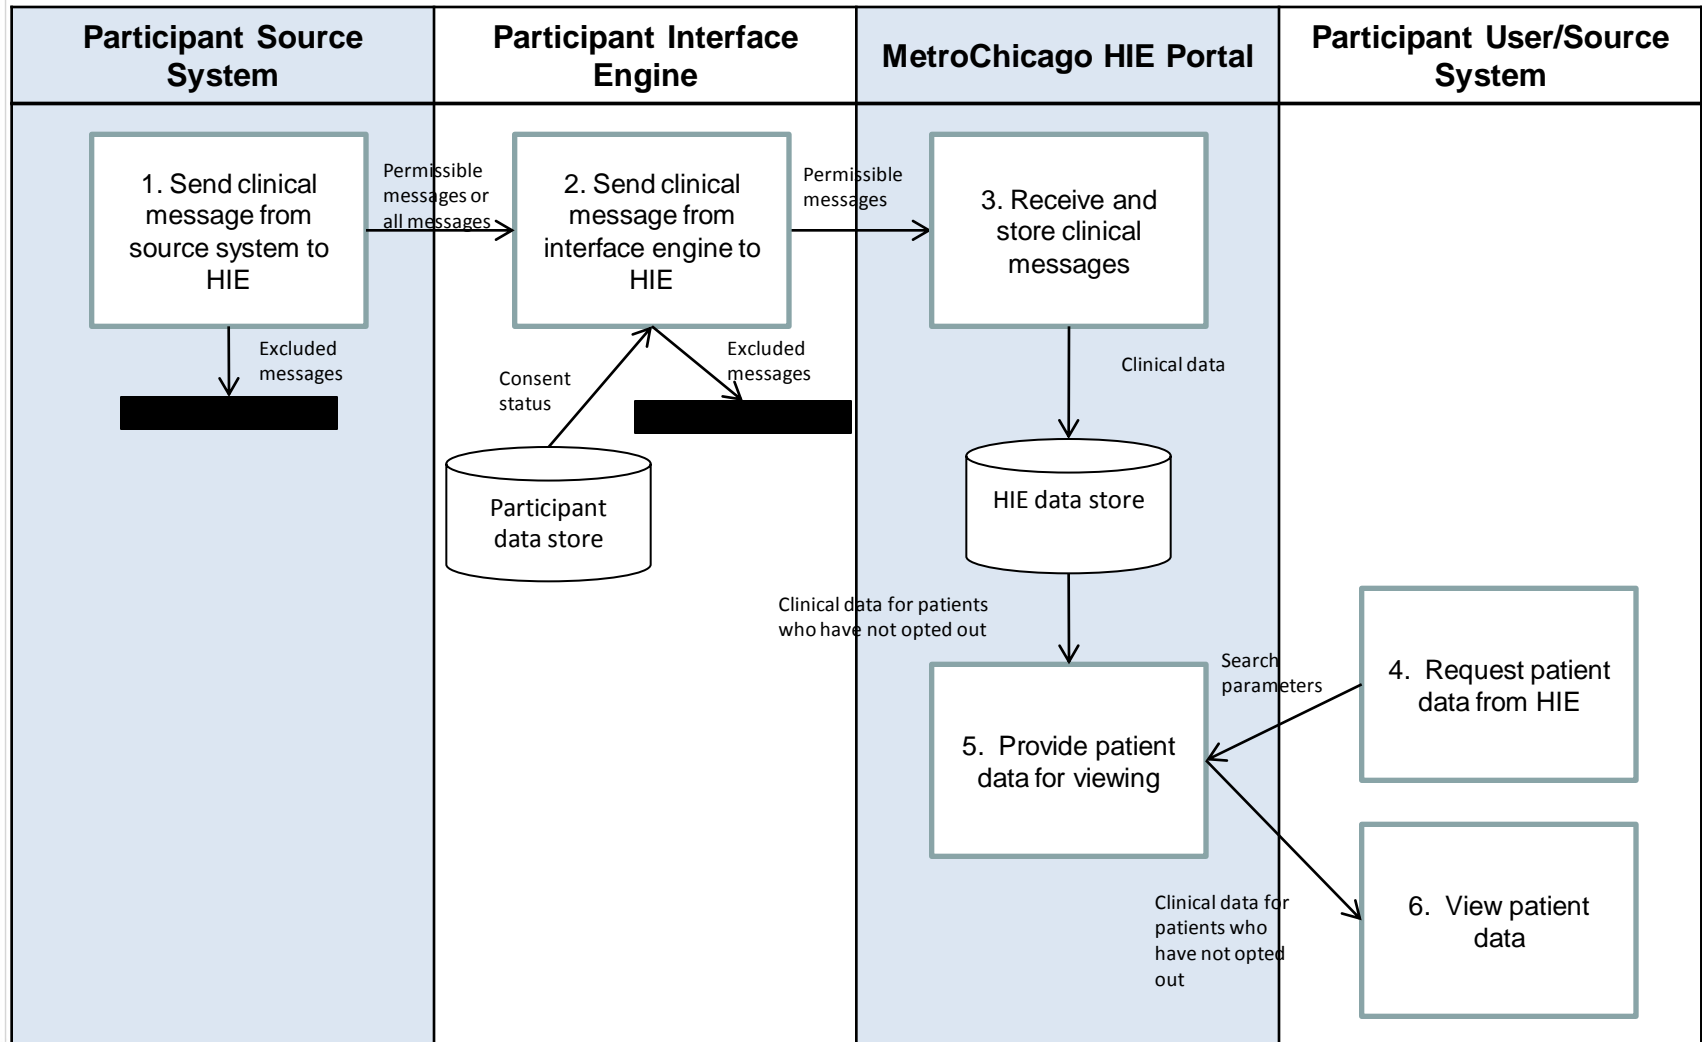 Participant Source
System
Participant Interface
Engine
MetroChicago HIE Portal
Participant User/Source
System
1. Send clinical
message from
source system to
HIE
Permissible
messages or
all messages
2. Send clinical
message from
interface engine to
HIE
Permissible
messages
3. Receive and
store clinical
messages
Excluded
messages
Consent
status
Excluded
messages
Clinical data
Participant
data store
HIE data store
Clinical data for patients
who have not opted out
Search
parameters
4. Request patient
data from HIE
5. Provide patient
data for viewing
Clinical data for
patients who
have not opted
out
6. View patient
data